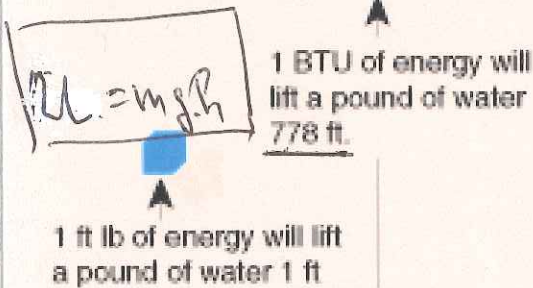 U = mgh
1 BTU of energy will
lift a pound of water
778 ft.
1 ft lb of energy will lift
a pound of water 1 ft